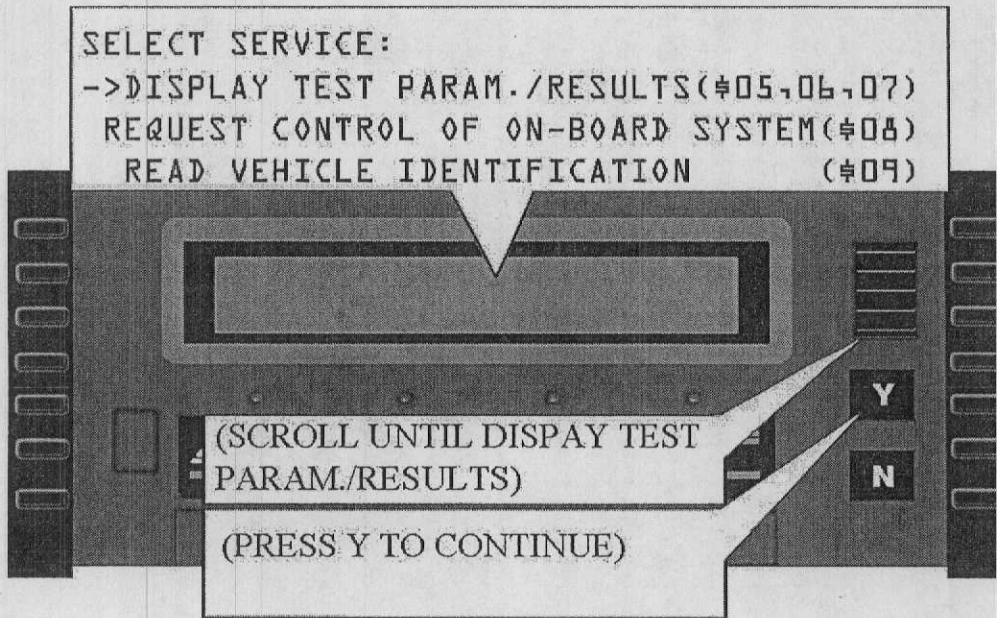 SELECT SERVICE:
->DISPLAY TEST PARAM./RESULTS($05,06,07)
REQUEST CONTROL OF ON-BOARD SYSTEM($08)
READ VEHICLE IDENTIFICATION ($09)
Y
(SCROLL UNTIL DISPAY TEST
PARAM./RESULTS)
N
(PRESS Y TO CONTINUE)